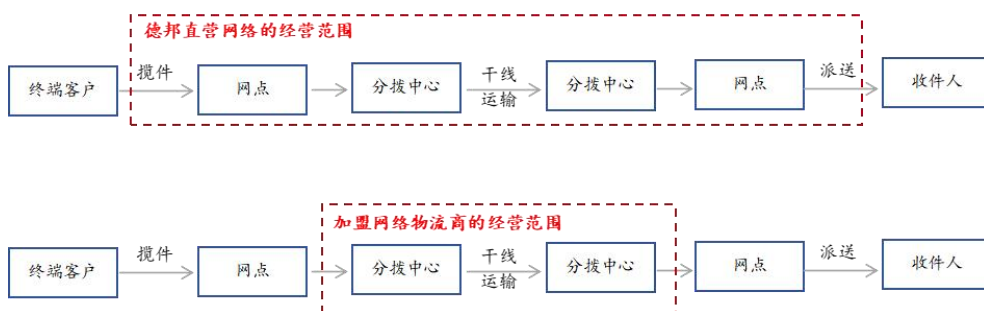 德邦直营网络的经营范围
终端客户
揽件
网点
分拨中心
干线
运输
分拨中心
网点
派送
收件人
加盟网络物流商的经营范围
终端客户
揽件
网点
分拨中心
干线
运输
分拨中心
网点
派送
收件人